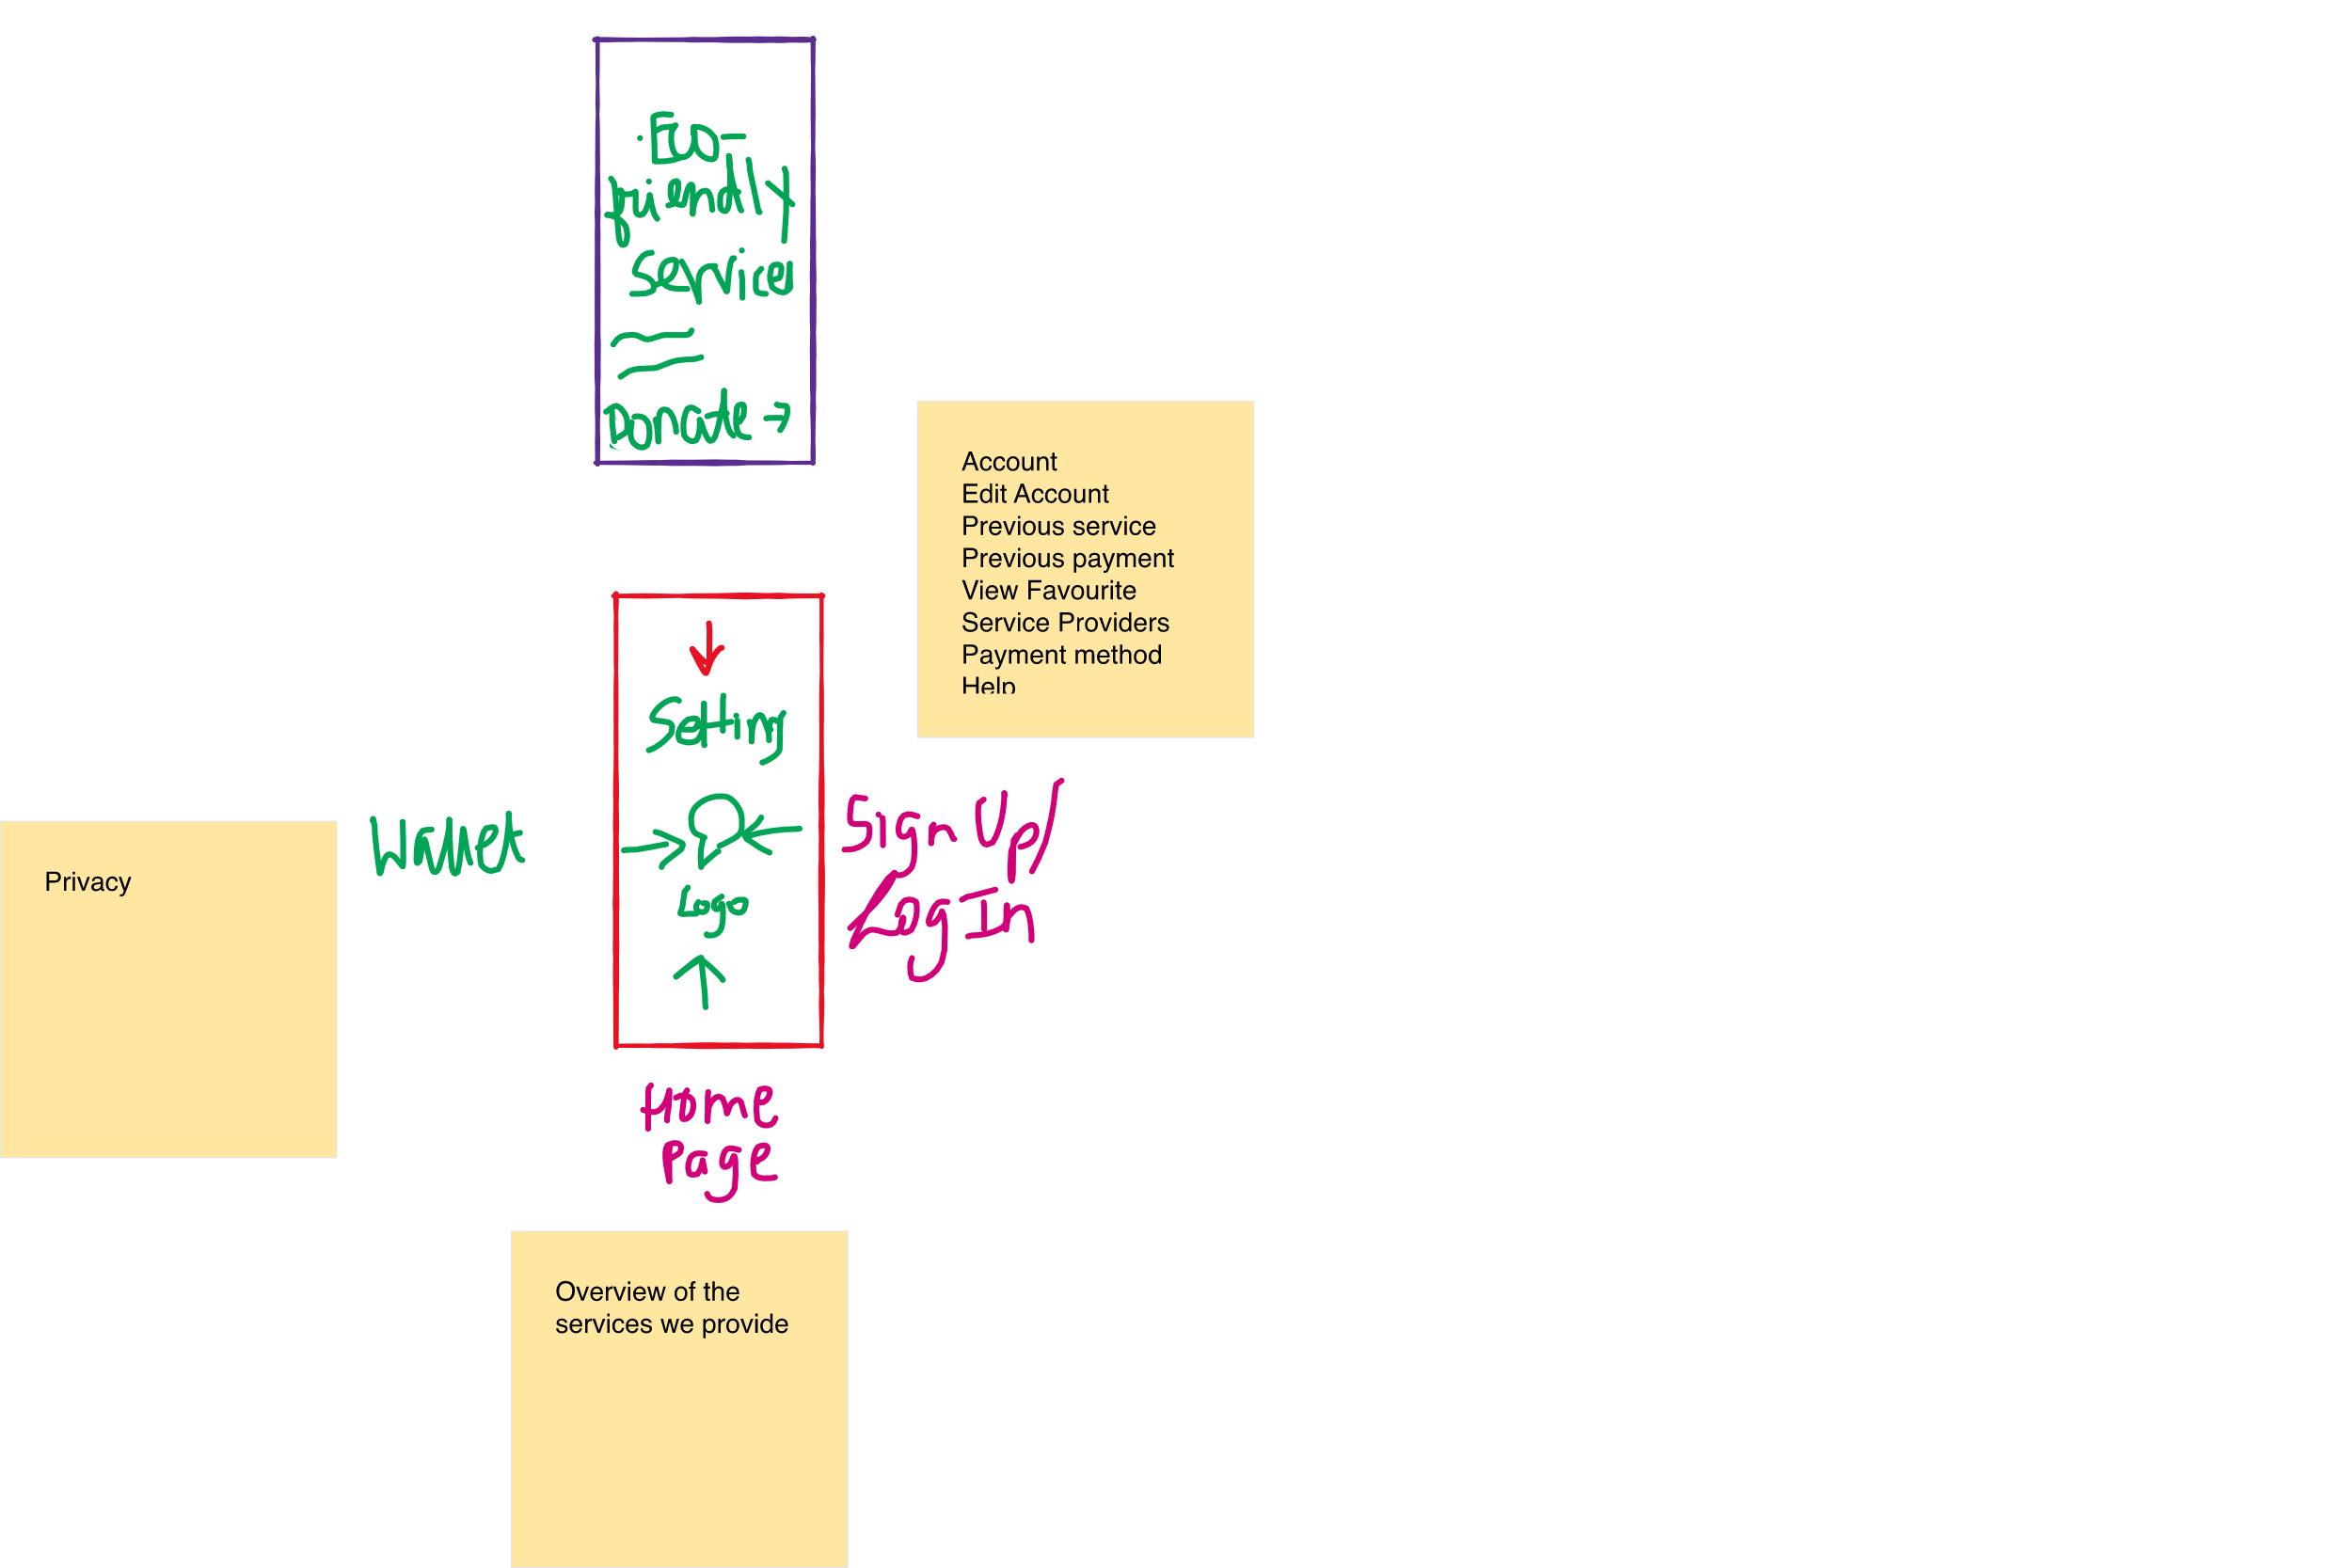 Eco-
friendly
Servies
Donate =>
Account
Edit Account
Previous service
Previous payment
View Favourite
Service Providers
Payment method
Help
Setting
Wallet
Sign Up/
Log In
Logo
Privacy
Home
Page
Overview of the
services we provide